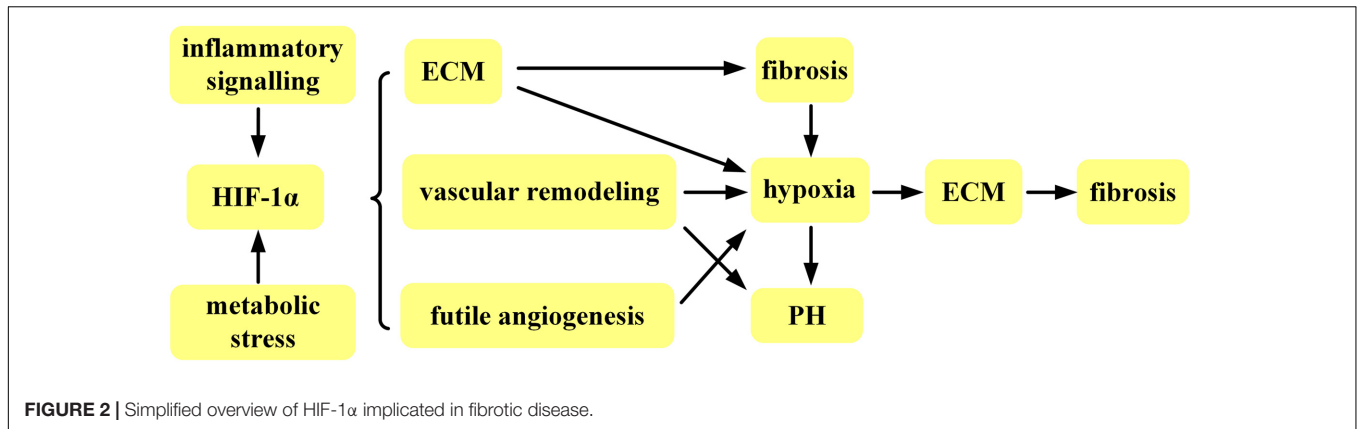 inflammatory
signalling
HIF-1α
metabolic
stress
ECM
vascular remodeling
futile angiogenesis
fibrosis
hypoxia
PH
ECM
fibrosis
FIGURE 2 | Simplified overview of HIF-1α implicated in fibrotic disease.